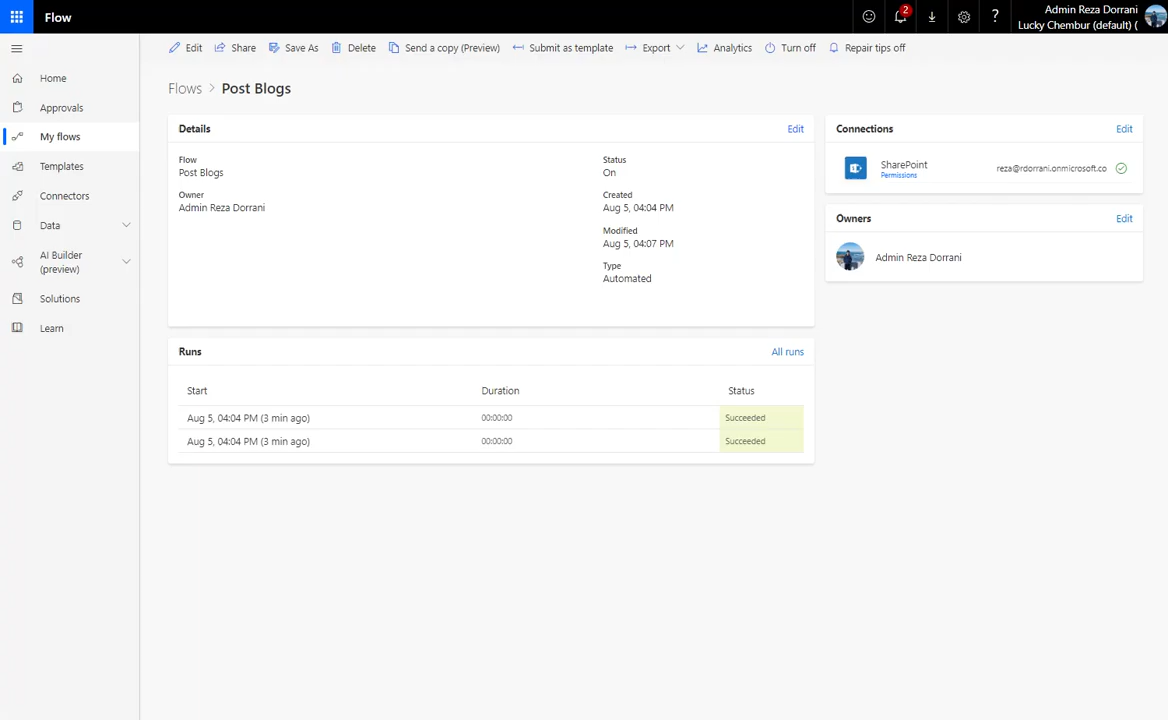 Flow
2
?
Admin Reza Dorrani
Lucky Chembur (default) (
Edit
Share
Save As
Delete
Send a copy (Preview)
Submit as template
Export
Analytics
Turn off
Repair tips off
Home
Approvals
My flows
Templates
Connectors
Data
AI Builder
(preview)
Solutions
Learn
Flows > Post Blogs
Details
Edit
Flow
Post Blogs
Owner
Admin Reza Dorrani
Status
On
Created
Aug 5, 04:04 PM
Modified
Aug 5, 04:07 PM
Type
Automated
Connections
Edit
SharePoint
Permissions
reza@rdorrani.onmicrosoft.co
Owners
Edit
Admin Reza Dorrani
Runs
All runs
Start Duration Status
Aug 5, 04:04 PM (3 min ago) 00:00:00 Succeeded
Aug 5, 04:04 PM (3 min ago) 00:00:00 Succeeded